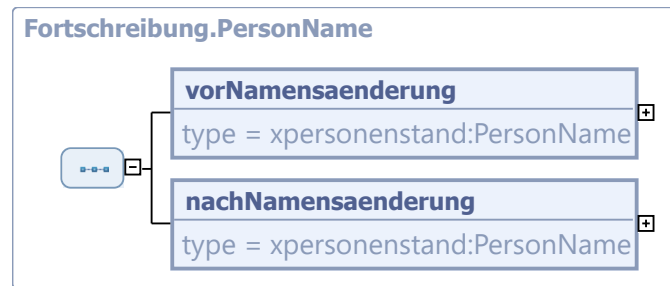 Fortschreibung.PersonName
vorNamensaenderung
type = xpersonenstand:PersonName
nachNamensaenderung
type = xpersonenstand:PersonName